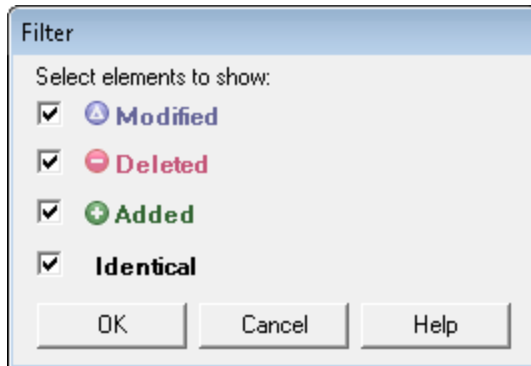 Filter
Select elements to show:
Modified
Deleted
Added
Identical
OK Cancel Help